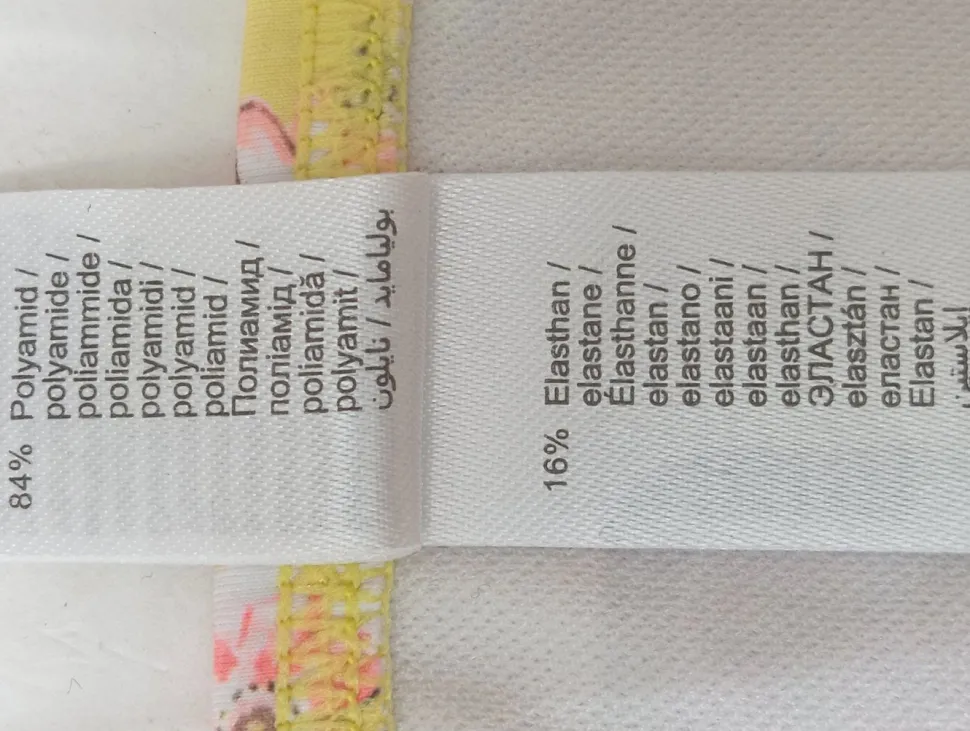 84% Polyamid /
polyamide /
poliammide /
poliamida /
polyamidi /
polyamid /
poliamid /
Полиамид /
поліамід /
poliamidă /
polyamit /
بولياميد / نايلون
16% Elasthan /
elastane /
Élasthanne /
elastan /
elastano /
elastaani /
elastaan /
elasthan /
ЭЛАСТАН /
elasztán /
еластан /
Elastan /
إيلاستين